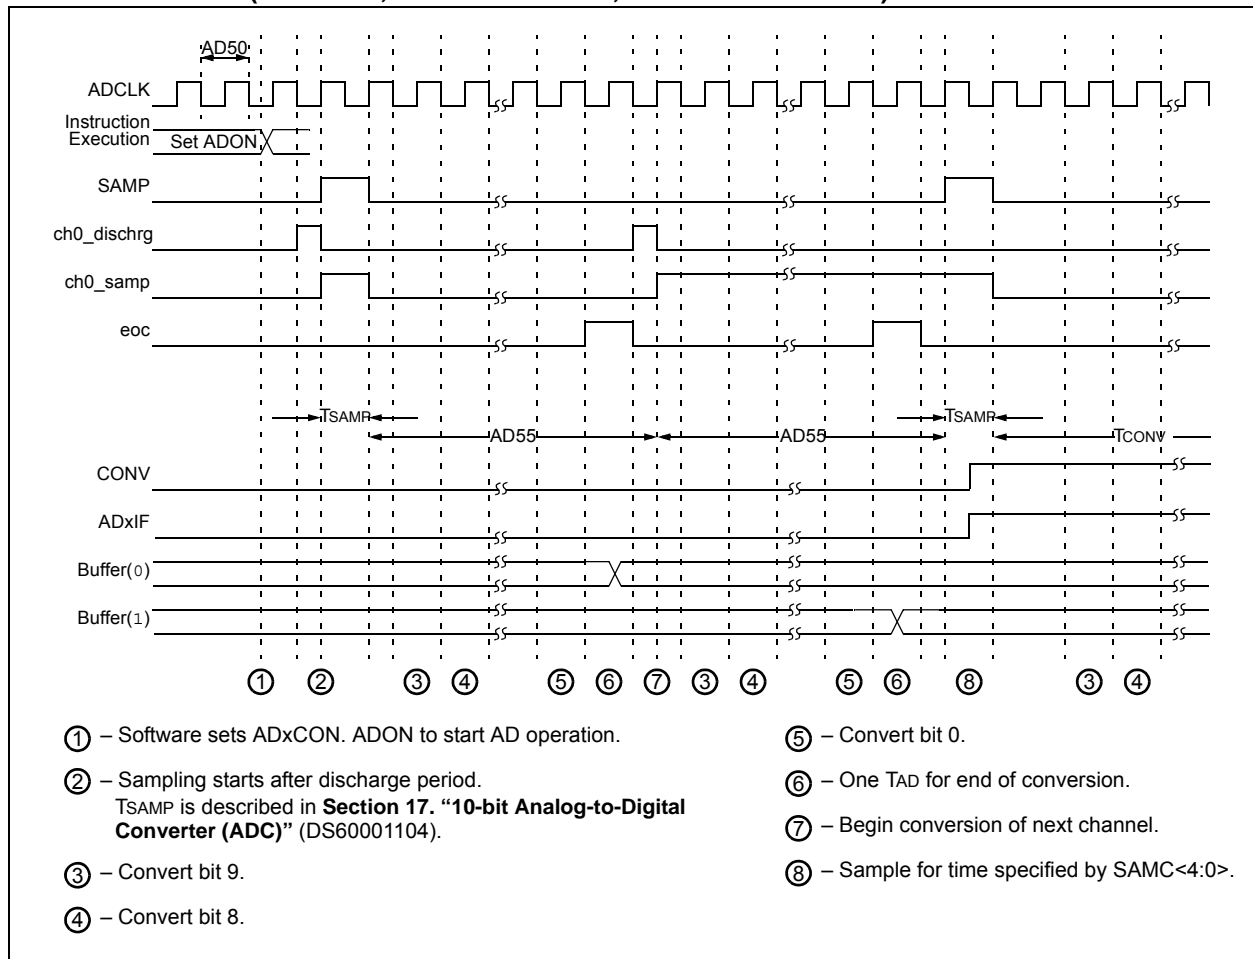 AD50
ADCLK
Instruction
Execution
Set ADON
SAMP
ch0_dischrg
ch0_samp
eoc
TSAMP
TSAMP
AD55
AD55
TCONV
CONV
ADxIF
Buffer(0)
Buffer(1)
1 2 3 4 5 6 7 3 4 5 6 8 3 4
1 – Software sets ADxCON. ADON to start AD operation.
2 – Sampling starts after discharge period.
TSAMP is described in Section 17. “10-bit Analog-to-Digital
Converter (ADC)” (DS60001104).
3 – Convert bit 9.
4 – Convert bit 8.
5 – Convert bit 0.
6 – One TAD for end of conversion.
7 – Begin conversion of next channel.
8 – Sample for time specified by SAMC<4:0>.